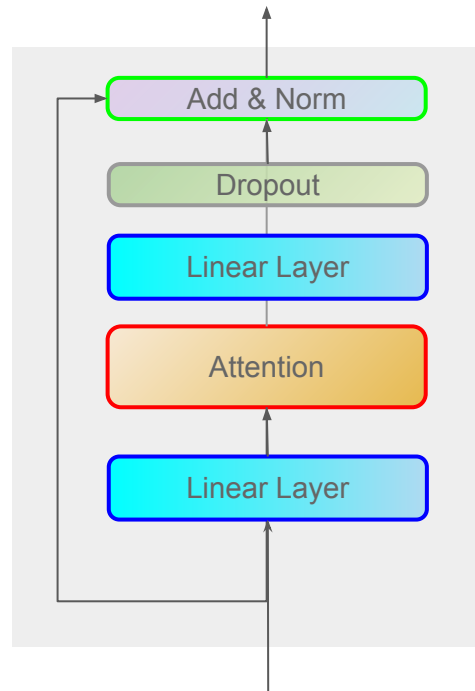 Add & Norm
Dropout
Linear Layer
Attention
Linear Layer